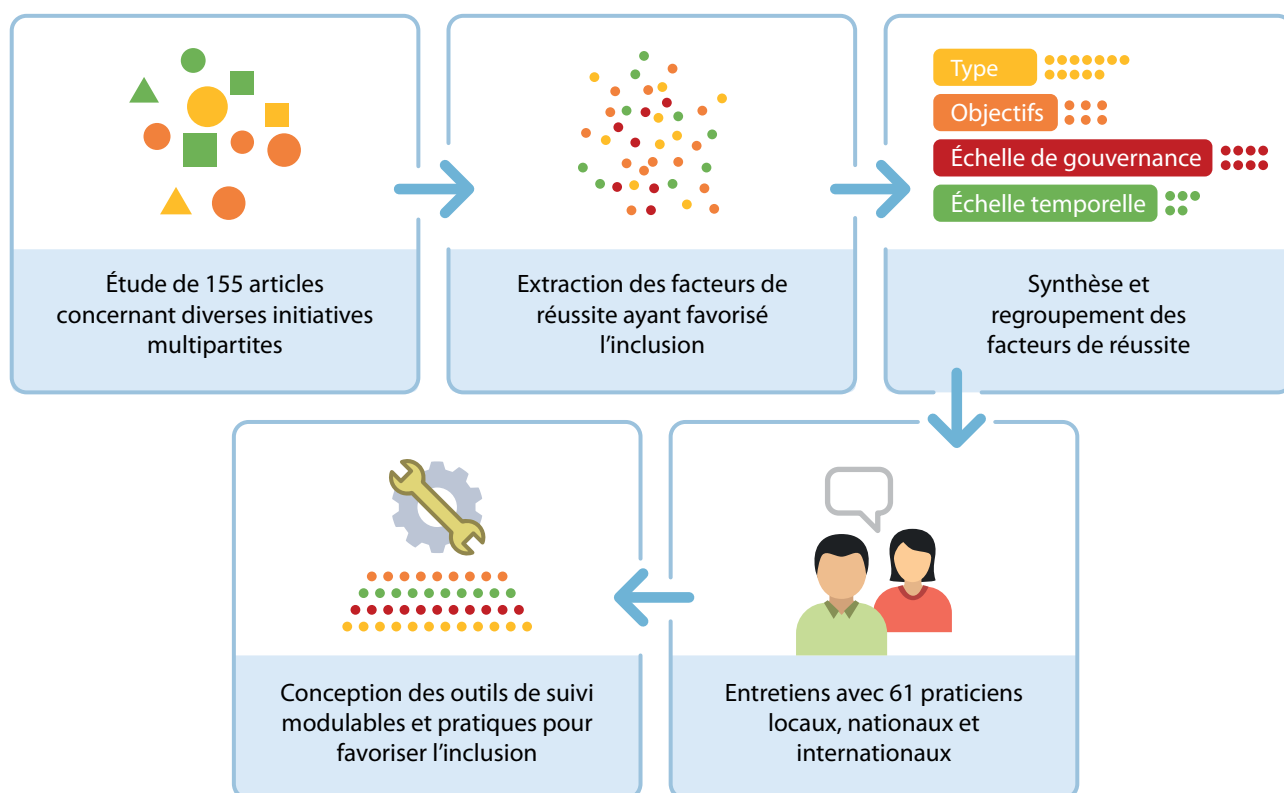 Type
Objectifs
Échelle de gouvernance
Échelle temporelle
Étude de 155 articles
concernant diverses initiatives
multipartites
Extraction des facteurs de
réussite ayant favorisé
l’inclusion
Synthèse et
regroupement des
facteurs de réussite
Entretiens avec 61 praticiens
locaux, nationaux et
internationaux
Conception des outils de suivi
modulables et pratiques pour
favoriser l’inclusion